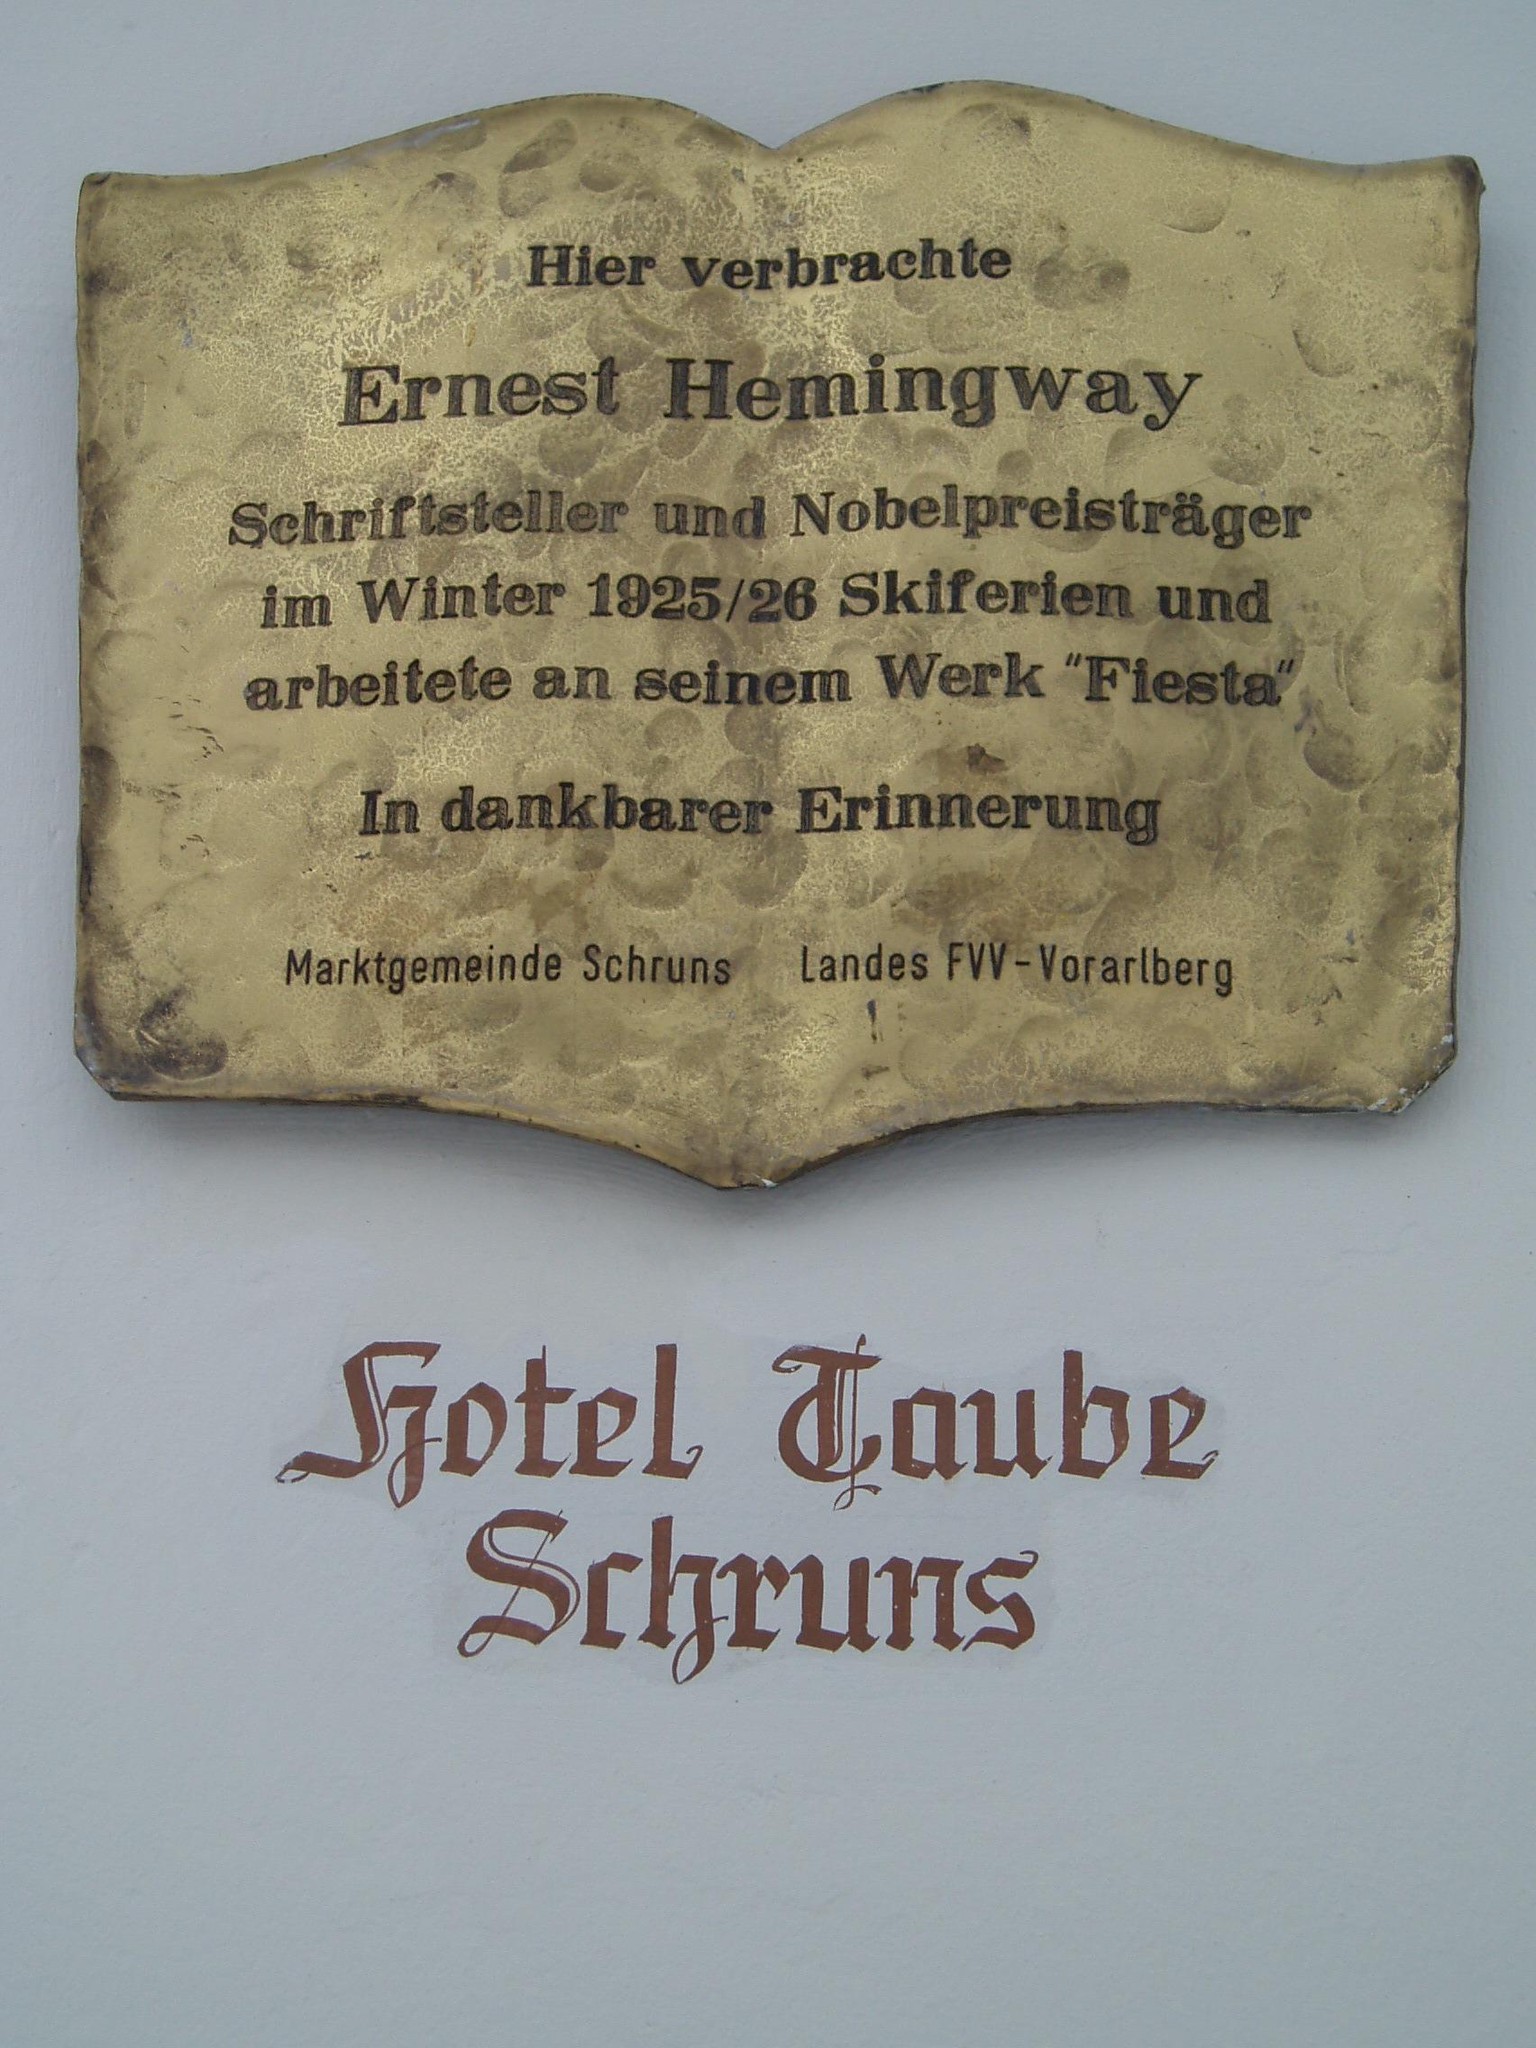 Hier verbrachte
Ernest Hemingway
Schriftsteller und Nobelpreisträger
im Winter 1925/26 Skiferien und
arbeitete an seinem Werk "Fiesta"
In dankbarer Erinnerung
Marktgemeinde Schruns Landes FVV-Vorarlberg
Hotel Taube
Schruns